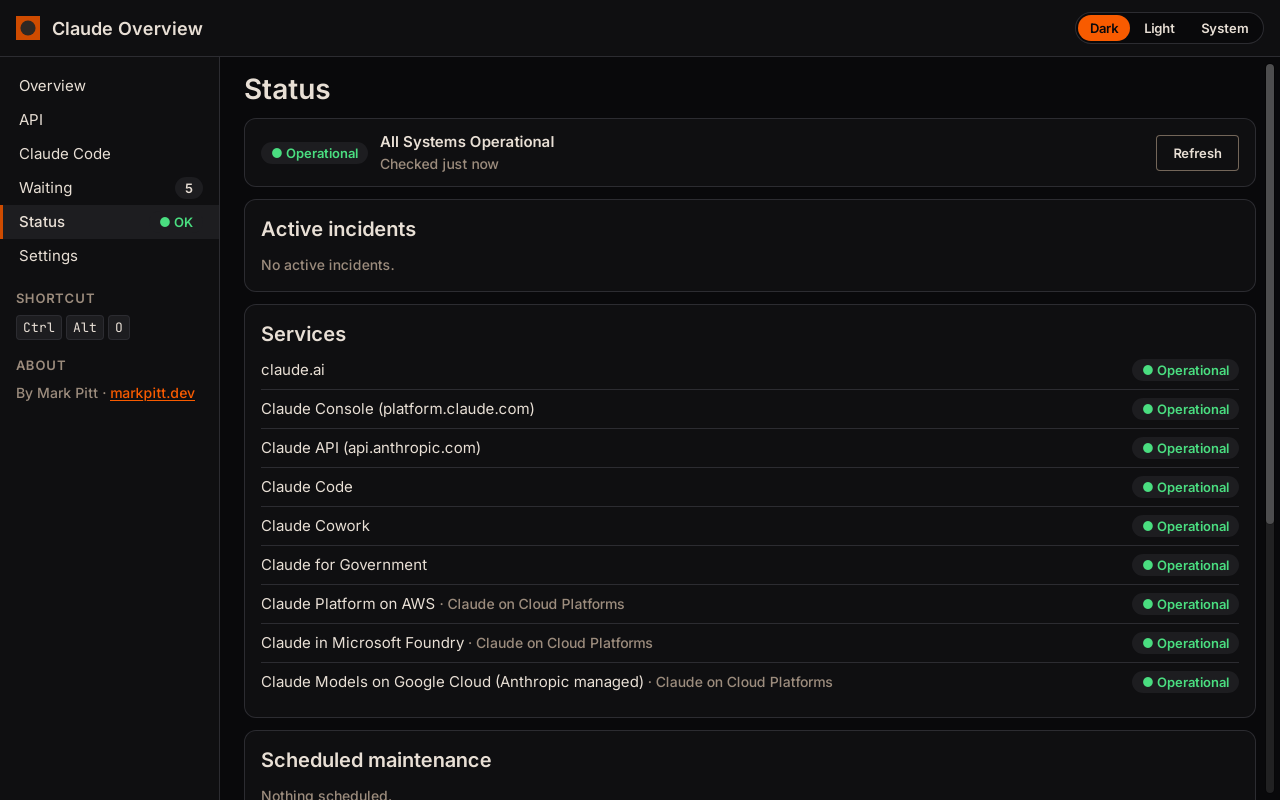 Claude Overview
Dark Light System
Overview
API
Claude Code
Waiting 5
Status OK
Settings
SHORTCUT
Ctrl Alt O
ABOUT
By Mark Pitt · markpitt.dev
Status
Operational
All Systems Operational
Checked just now
Refresh
Active incidents
No active incidents.
Services
claude.ai Operational
Claude Console (platform.claude.com) Operational
Claude API (api.anthropic.com) Operational
Claude Code Operational
Claude Cowork Operational
Claude for Government Operational
Claude Platform on AWS · Claude on Cloud Platforms Operational
Claude in Microsoft Foundry · Claude on Cloud Platforms Operational
Claude Models on Google Cloud (Anthropic managed) · Claude on Cloud Platforms Operational
Scheduled maintenance
Nothing scheduled.